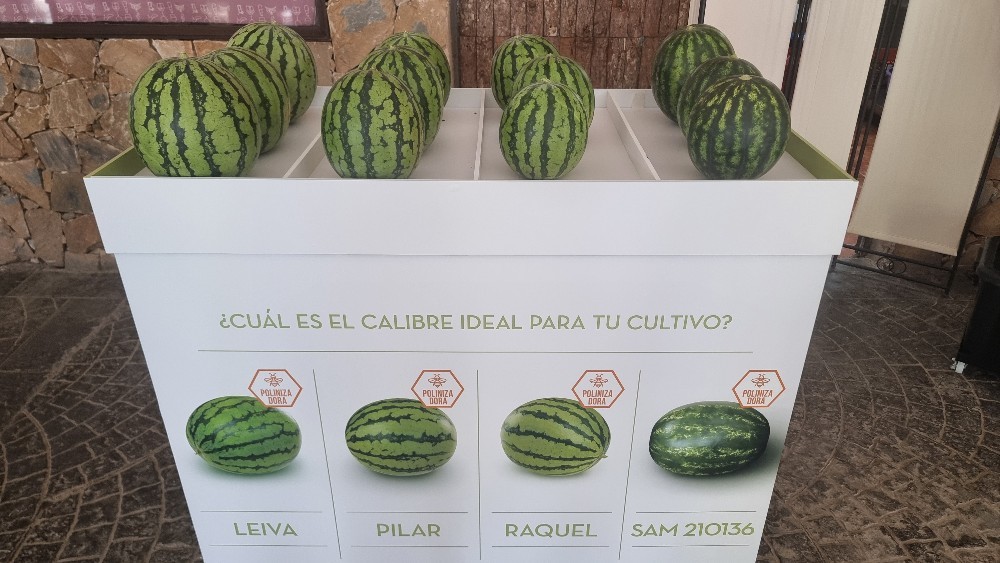 ¿CUÁL ES EL CALIBRE IDEAL PARA TU CULTIVO?
POLINIZA
DORA
POLINIZA
DORA
POLINIZA
DORA
POLINIZA
DORA
LEIVA
PILAR
RAQUEL
SAM 210136